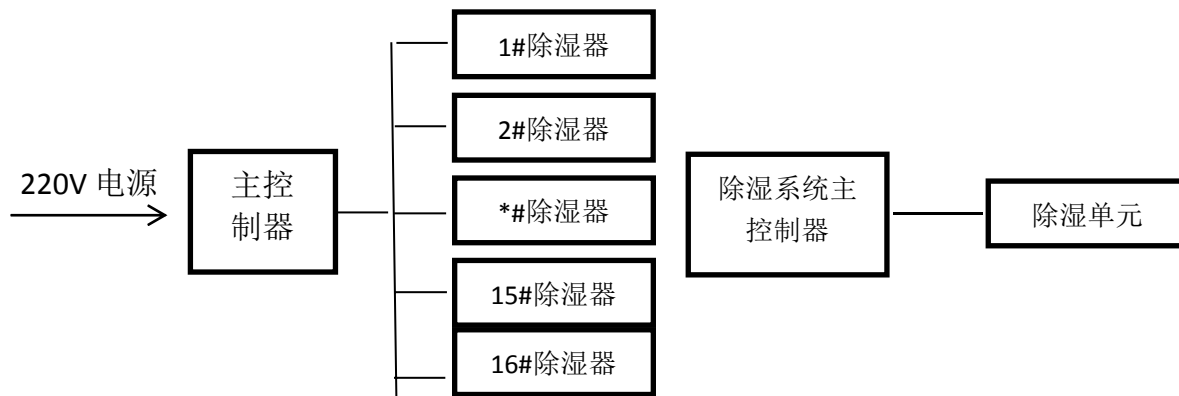 1#除湿器
2#除湿器
220V 电源
主控
制器
*#除湿器
除湿系统主
控制器
除湿单元
15#除湿器
16#除湿器